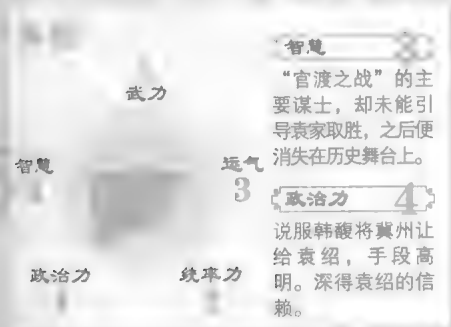 武力
智慧
运气
3
政治力
统率力
智慧
“官渡之战”的主
要谋士，却未能引
导袁家取胜，之后便
消失在历史舞台上。
政治力 4
说服韩馥将冀州让
给袁绍，手段高
明。深得袁绍的信
赖。